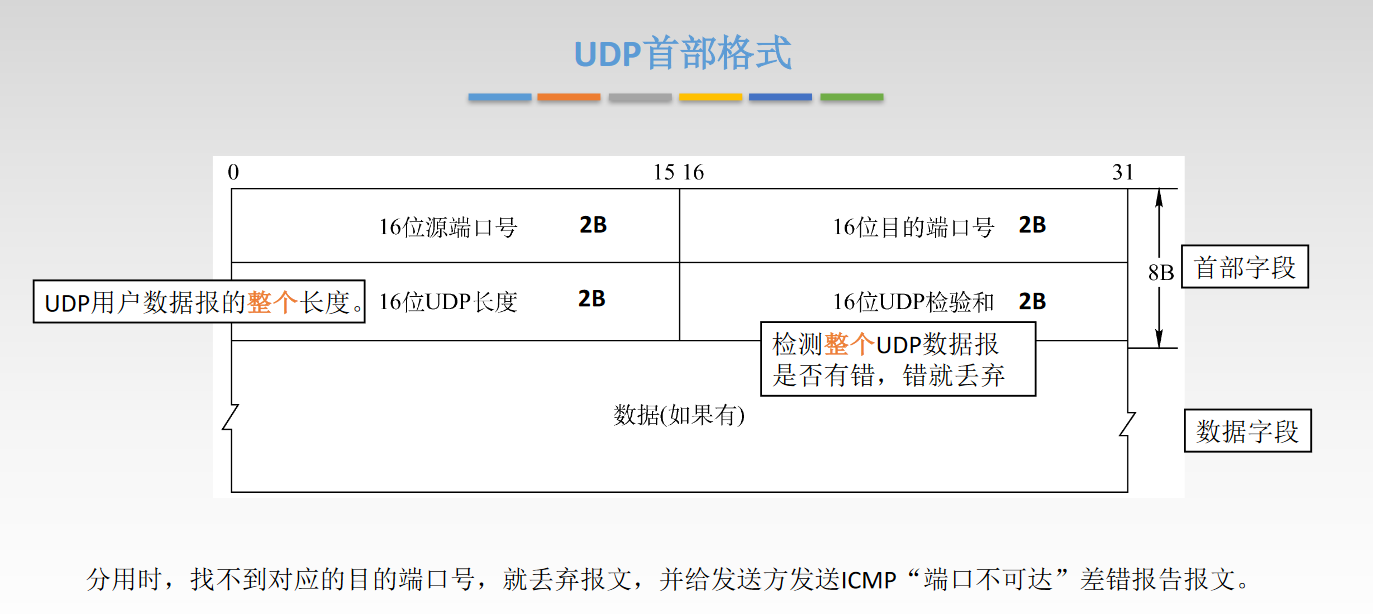 UDP首部格式
0 15 16 31
16位源端口号 2B 16位目的端口号 2B
8B 首部字段
UDP用户数据报的整个长度。 16位UDP长度 2B 16位UDP检验和 2B
检测整个UDP数据报
是否有错，错就丢弃
数据(如果有)
数据字段
分用时，找不到对应的目的端口号，就丢弃报文，并给发送方发送ICMP“端口不可达”差错报告报文。